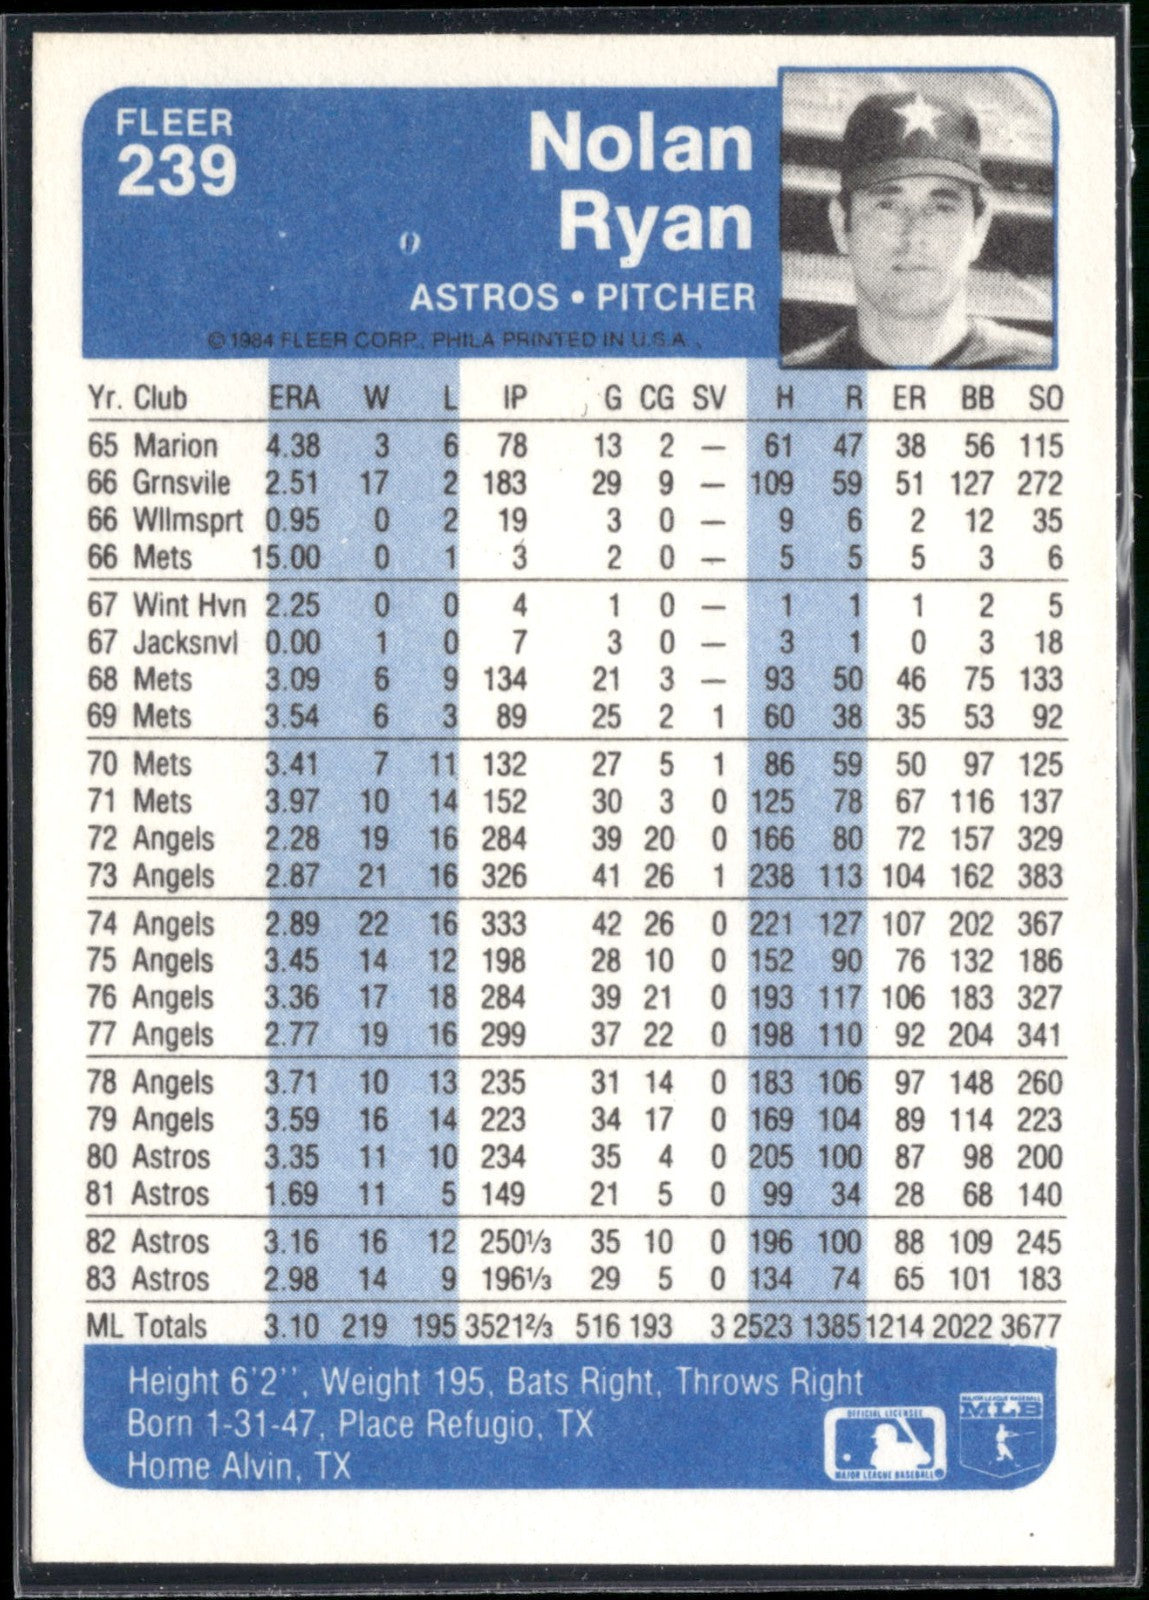 FLEER
239
Nolan
Ryan
ASTROS • PITCHER
© 1984 FLEER CORP., PHILA PRINTED IN U.S.A.
Yr. Club ERA W L IP G CG SV H R ER BB SO
65 Marion 4.38 3 6 78 13 2 — 61 47 38 56 115
66 Grnsvile 2.51 17 2 183 29 9 — 109 59 51 127 272
66 Wllmsprt 0.95 0 2 19 3 0 — 9 6 2 12 35
66 Mets 15.00 0 1 3 2 0 — 5 5 5 3 6
67 Wint Hvn 2.25 0 0 4 1 0 — 1 1 1 2 5
67 Jacksnvl 0.00 1 0 7 3 0 — 3 1 0 3 18
68 Mets 3.09 6 9 134 21 3 — 93 50 46 75 133
69 Mets 3.54 6 3 89 25 2 1 60 38 35 53 92
70 Mets 3.41 7 11 132 27 5 1 86 59 50 97 125
71 Mets 3.97 10 14 152 30 3 0 125 78 67 116 137
72 Angels 2.28 19 16 284 39 20 0 166 80 72 157 329
73 Angels 2.87 21 16 326 41 26 1 238 113 104 162 383
74 Angels 2.89 22 16 333 42 26 0 221 127 107 202 367
75 Angels 3.45 14 12 198 28 10 0 152 90 76 132 186
76 Angels 3.36 17 18 284 39 21 0 193 117 106 183 327
77 Angels 2.77 19 16 299 37 22 0 198 110 92 204 341
78 Angels 3.71 10 13 235 31 14 0 183 106 97 148 260
79 Angels 3.59 16 14 223 34 17 0 169 104 89 114 223
80 Astros 3.35 11 10 234 35 4 0 205 100 87 98 200
81 Astros 1.69 11 5 149 21 5 0 99 34 28 68 140
82 Astros 3.16 16 12 250⅓ 35 10 0 196 100 88 109 245
83 Astros 2.98 14 9 196⅓ 29 5 0 134 74 65 101 183
ML Totals 3.10 219 195 3521⅔ 516 193 3 2523 1385 1214 2022 3677
Height 6'2'', Weight 195, Bats Right, Throws Right
Born 1-31-47, Place Refugio, TX
Home Alvin, TX
OFFICIAL LICENSEE
MAJOR LEAGUE BASEBALL®
MAJOR LEAGUE BASEBALL
MLB